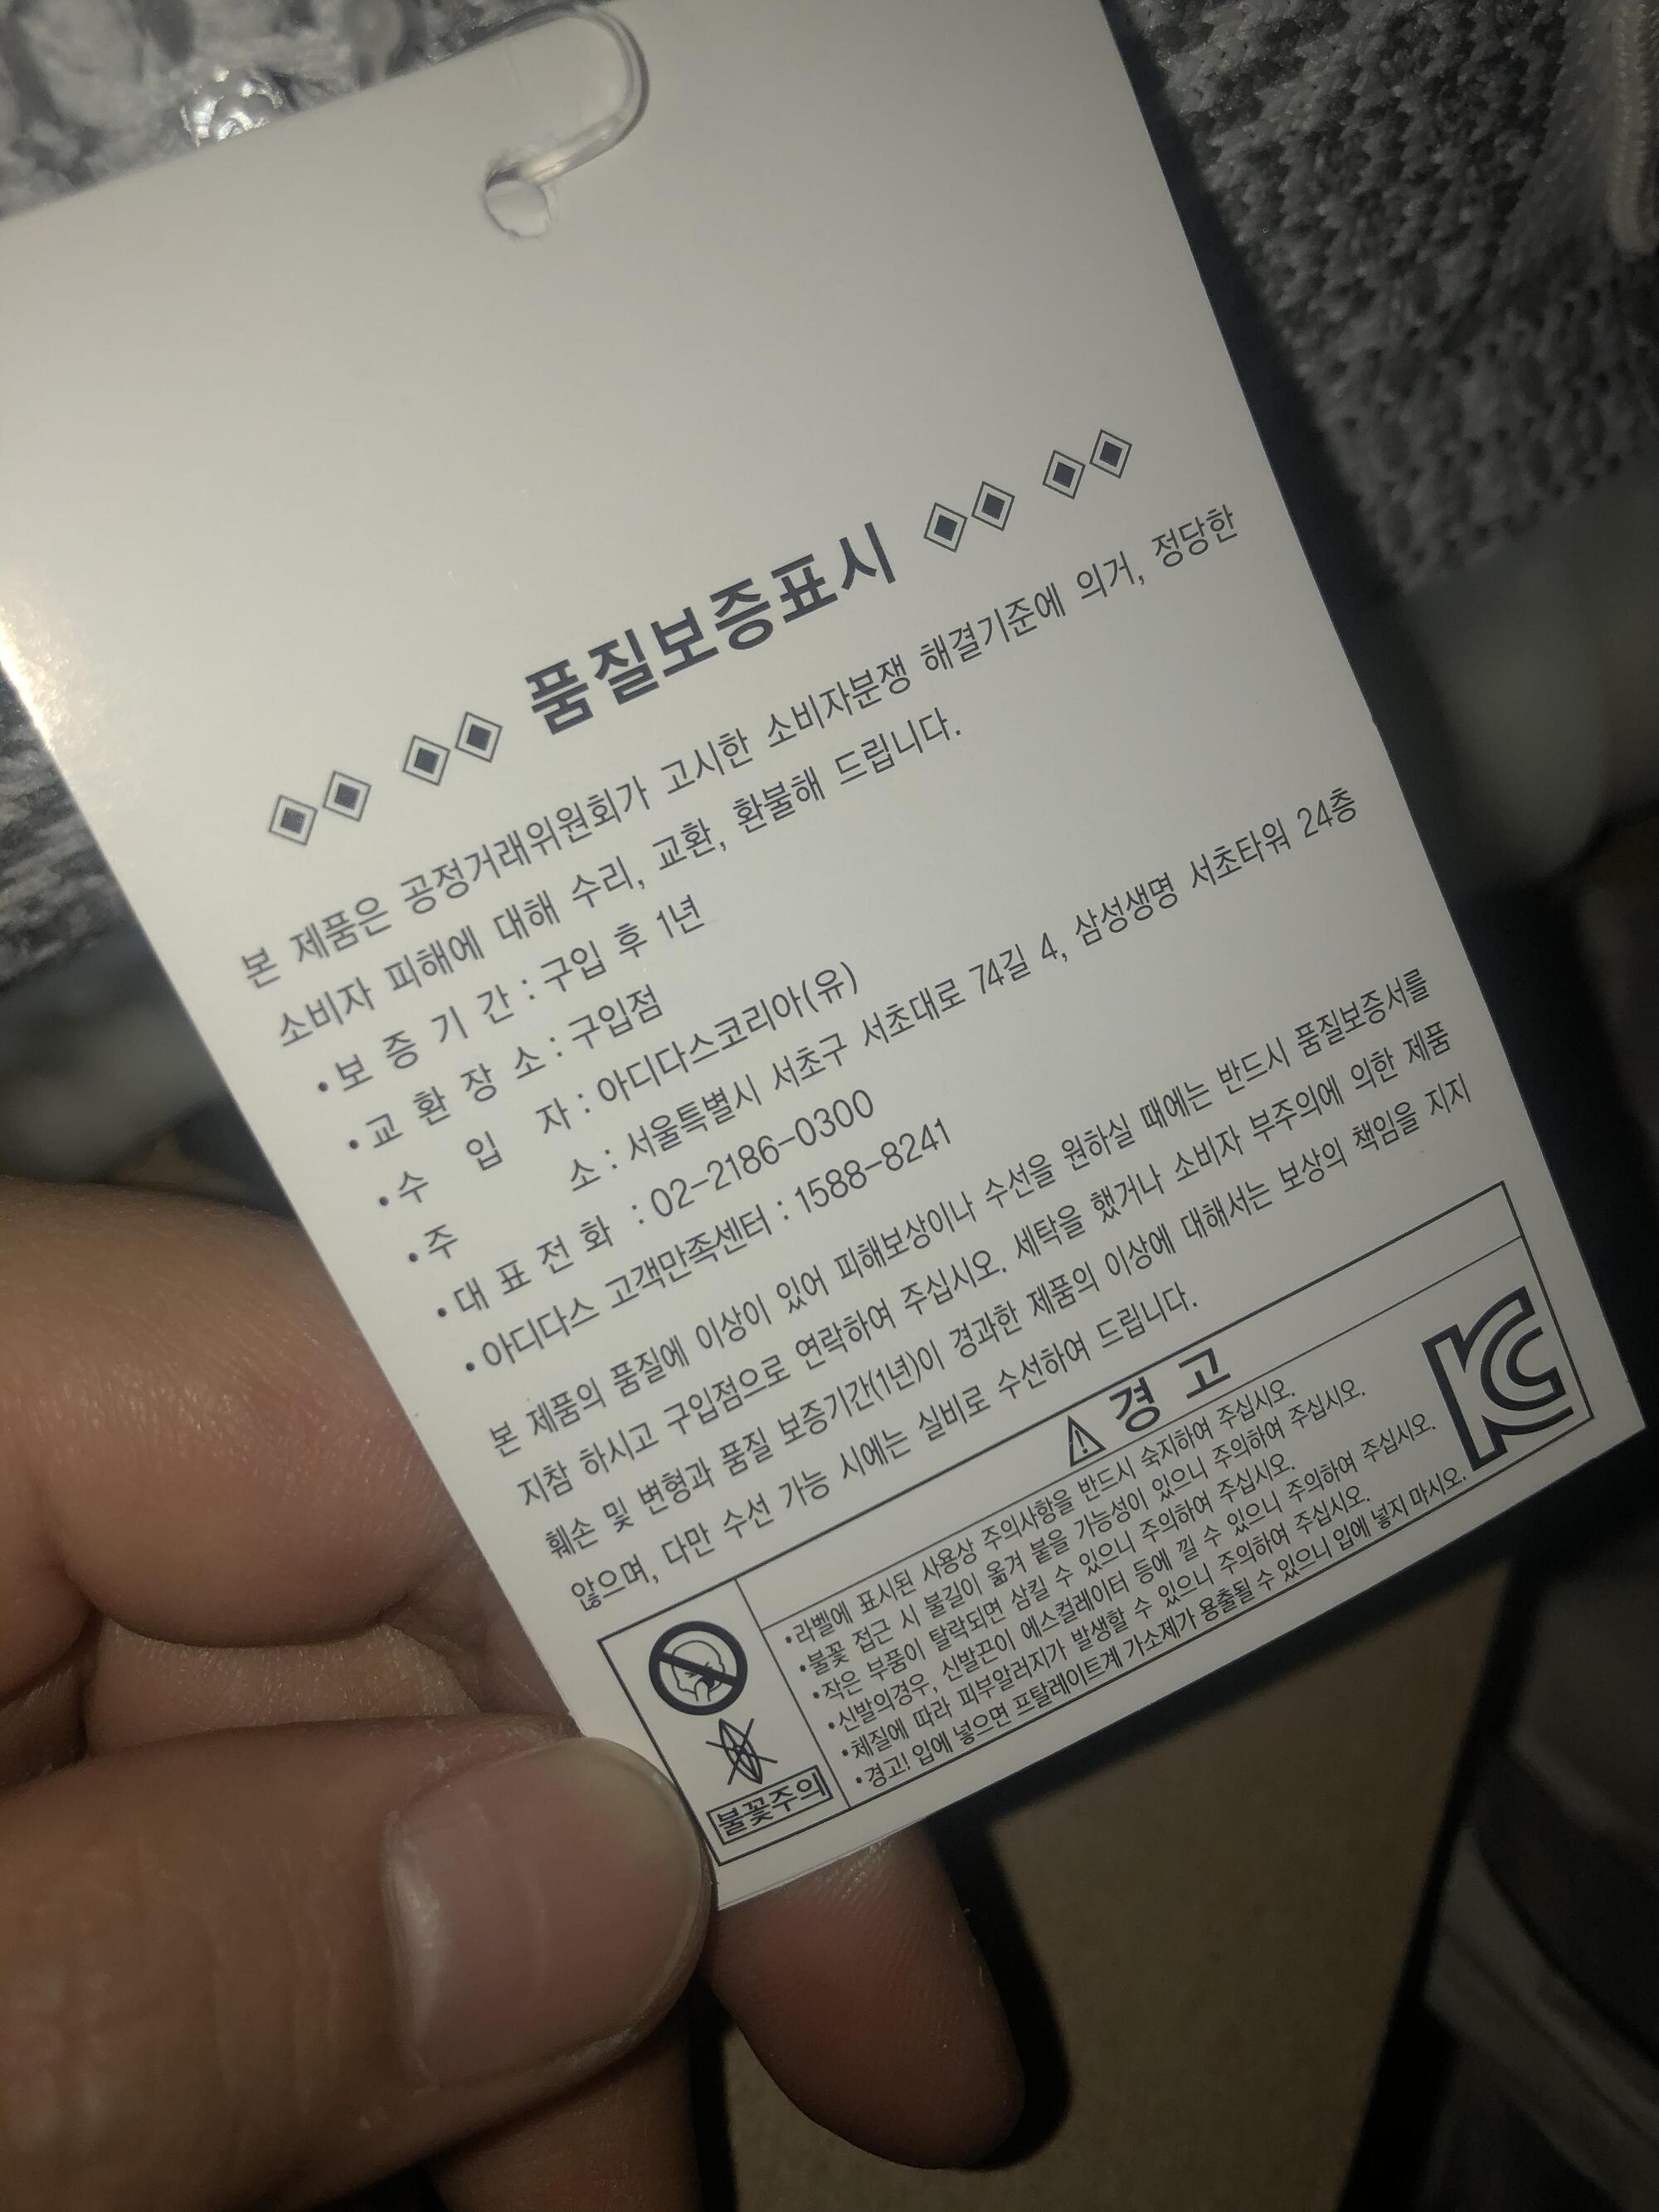 ◈◈ ◈◈ 품질보증표시 ◈◈ ◈◈
본 제품은 공정거래위원회가 고시한 소비자분쟁 해결기준에 의거, 정당한
소비자 피해에 대해 수리, 교환, 환불해 드립니다.
•보 증 기 간 : 구입 후 1년
•교 환 장 소 : 구입점
•수 입 자 : 아디다스코리아(유)
•주 소 : 서울특별시 서초구 서초대로 74길 4, 삼성생명 서초타워 24층
•대 표 전 화 : 02-2186-0300
•아디다스 고객만족센터 : 1588-8241
본 제품의 품질에 이상이 있어 피해보상이나 수선을 원하실 때에는 반드시 품질보증서를
지참 하시고 구입점으로 연락하여 주십시오. 세탁을 했거나 소비자 부주의에 의한 제품
훼손 및 변형과 품질 보증기간(1년)이 경과한 제품의 이상에 대해서는 보상의 책임을 지지
않으며, 다만 수선 가능 시에는 실비로 수선하여 드립니다.
⚠ 경 고
•라벨에 표시된 사용상 주의사항을 반드시 숙지하여 주십시오.
•불꽃 접근 시 불길이 옮겨 붙을 가능성이 있으니 주의하여 주십시오.
•작은 부품이 탈락되면 삼킬 수 있으니 주의하여 주십시오.
•신발의경우, 신발끈이 에스컬레이터 등에 낄 수 있으니 주의하여 주십시오.
•체질에 따라 피부알러지가 발생할 수 있으니 주의하여 주십시오.
•경고! 입에 넣으면 프탈레이트계 가소제가 용출될 수 있으니 입에 넣지 마시오.
불꽃주의
KC